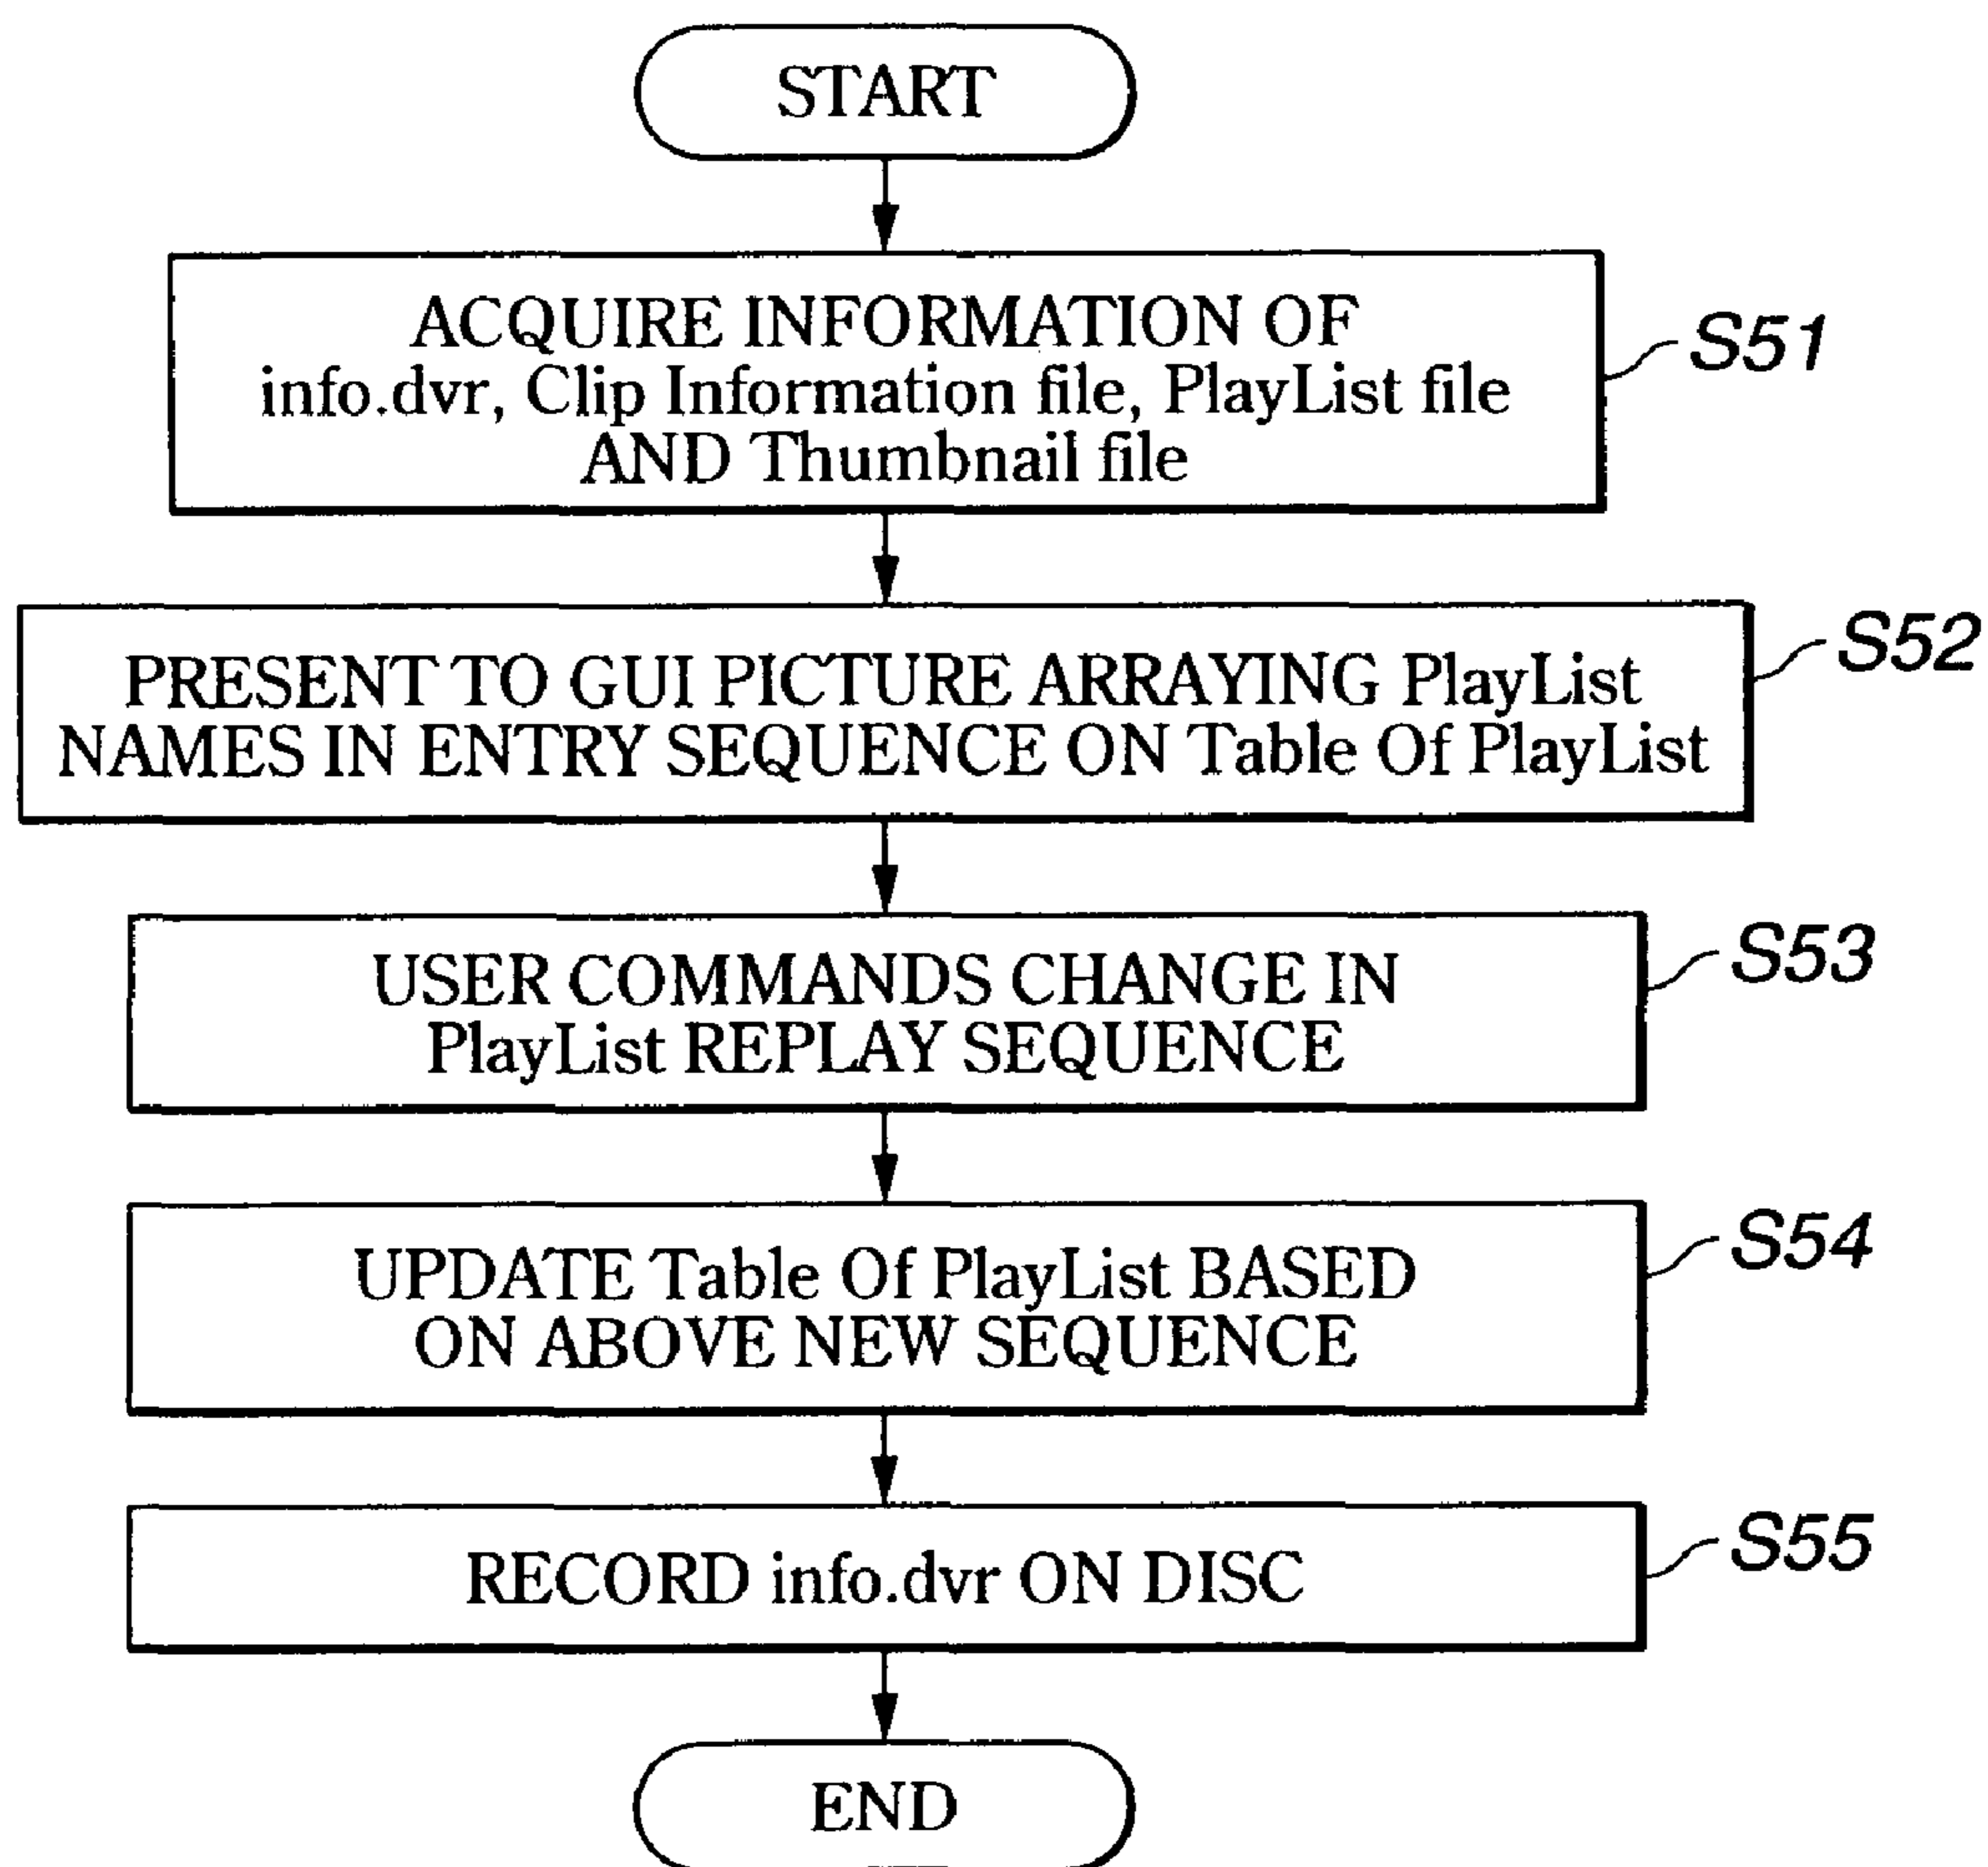 START
ACQUIRE INFORMATION OF
info.dvr, Clip Information file, PlayList file
AND Thumbnail file
S51
PRESENT TO GUI PICTURE ARRAYING PlayList
NAMES IN ENTRY SEQUENCE ON Table Of PlayList
S52
USER COMMANDS CHANGE IN
PlayList REPLAY SEQUENCE
S53
UPDATE Table Of PlayList BASED
ON ABOVE NEW SEQUENCE
S54
RECORD info.dvr ON DISC
S55
END